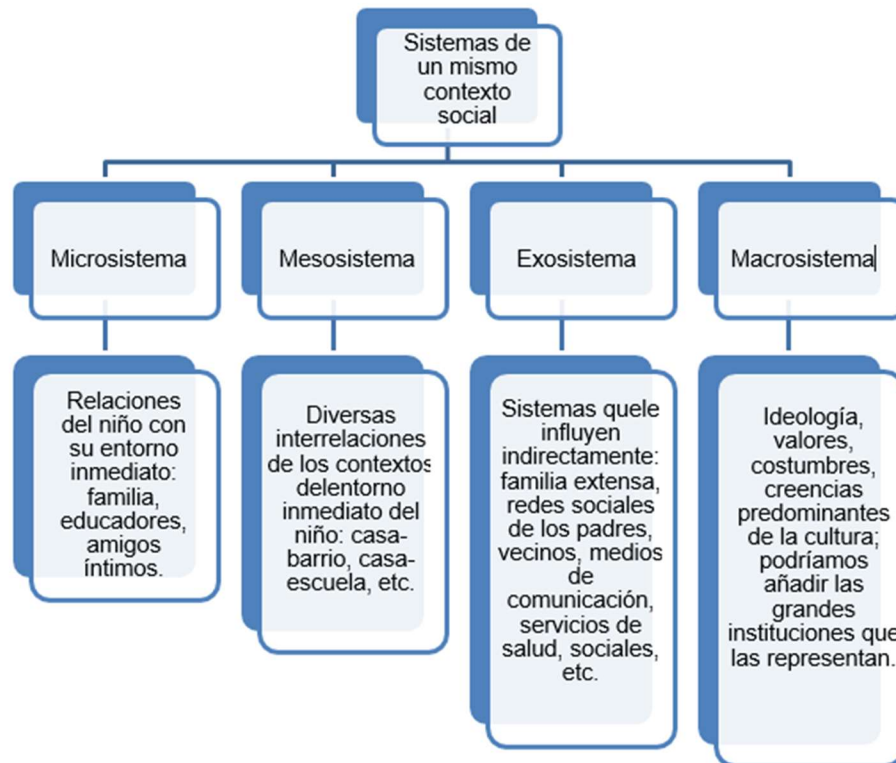 Sistemas de
un mismo
contexto
social
Microsistema
Mesosistema
Exosistema
Macrosistema
Relaciones
del niño con
su entorno
inmediato:
familia,
educadores,
amigos
íntimos.
Diversas
interrelaciones
de los contextos
delentorno
inmediato del
niño: casa-
barrio, casa-
escuela, etc.
Sistemas quele
influyen
indirectamente:
familia extensa,
redes sociales
de los padres,
vecinos, medios
de
comunicación,
servicios de
salud, sociales,
etc.
Ideología,
valores,
costumbres,
creencias
predominantes
de la cultura;
podríamos
añadir las
grandes
instituciones que
las representan.